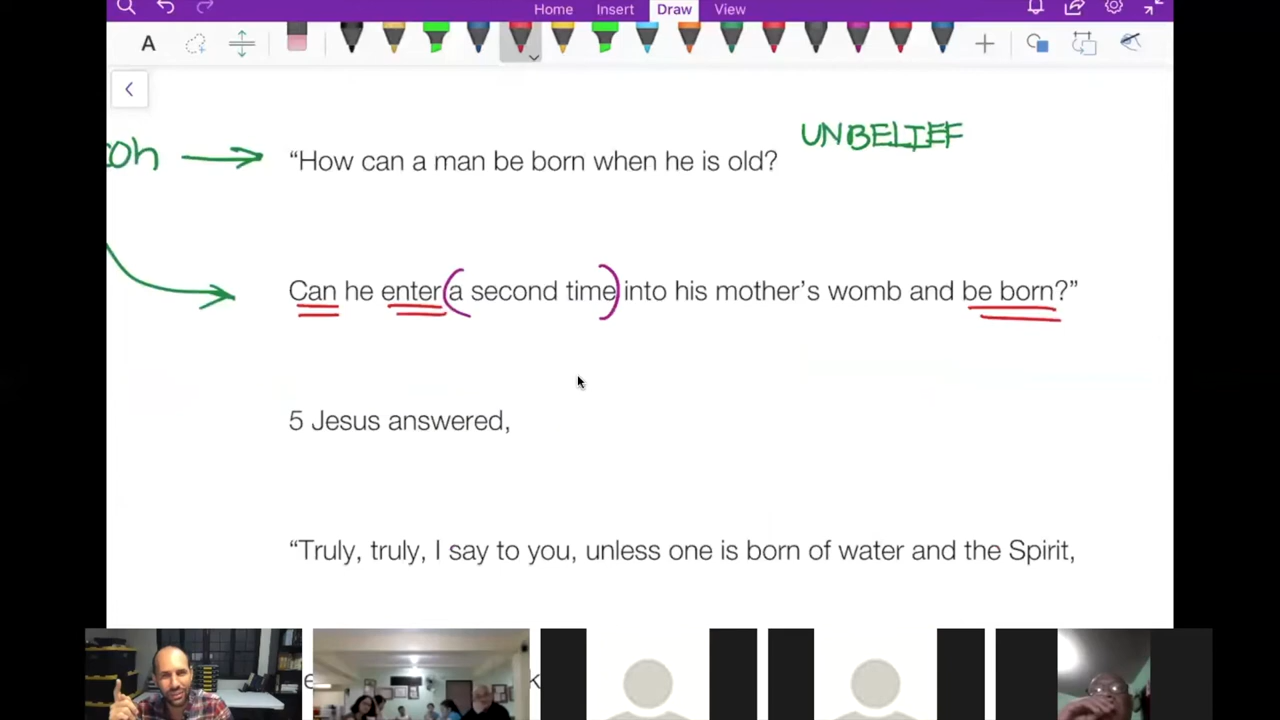 Home Insert Draw View
A
UNBELIEF
“How can a man be born when he is old?
Can he enter (a second time) into his mother’s womb and be born?”
5 Jesus answered,
“Truly, truly, I say to you, unless one is born of water and the Spirit,